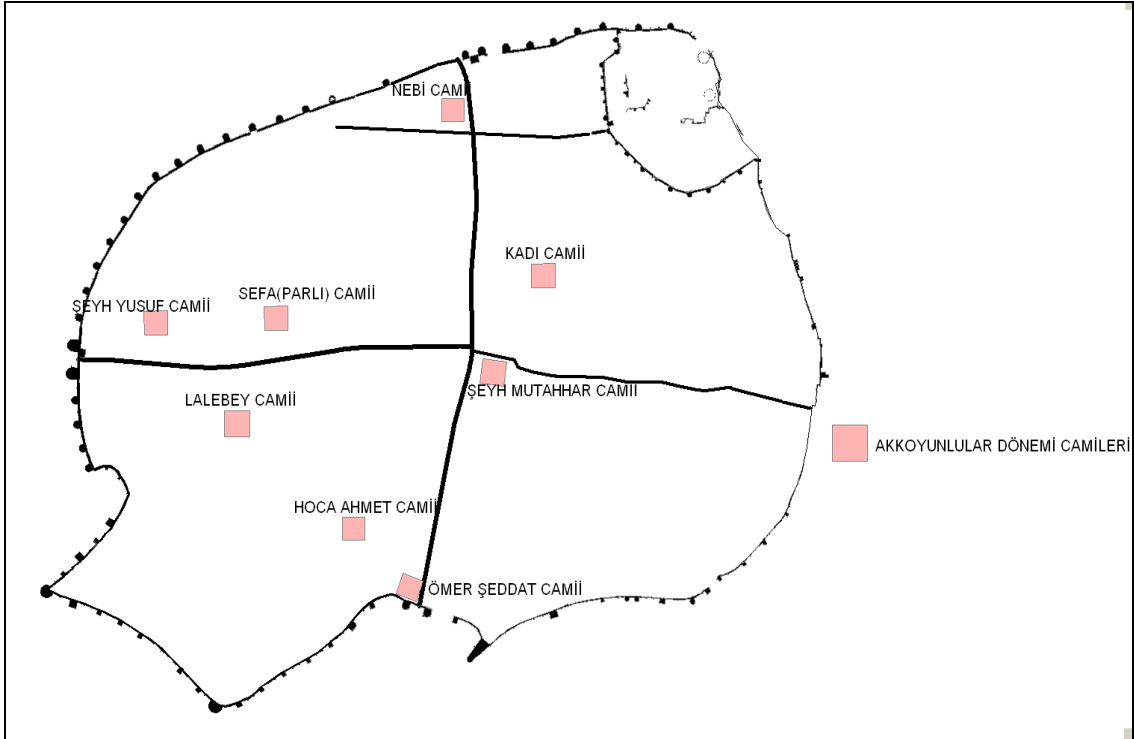 NEBİ CAMİ
KADI CAMİİ
SEFA(PARLI) CAMİİ
ŞEYH YUSUF CAMİİ
ŞEYH MUTAHHAR CAMİİ
LALEBEY CAMİİ
AKKOYUNLULAR DÖNEMİ CAMİLERİ
HOCA AHMET CAMİİ
ÖMER ŞEDDAT CAMİİ